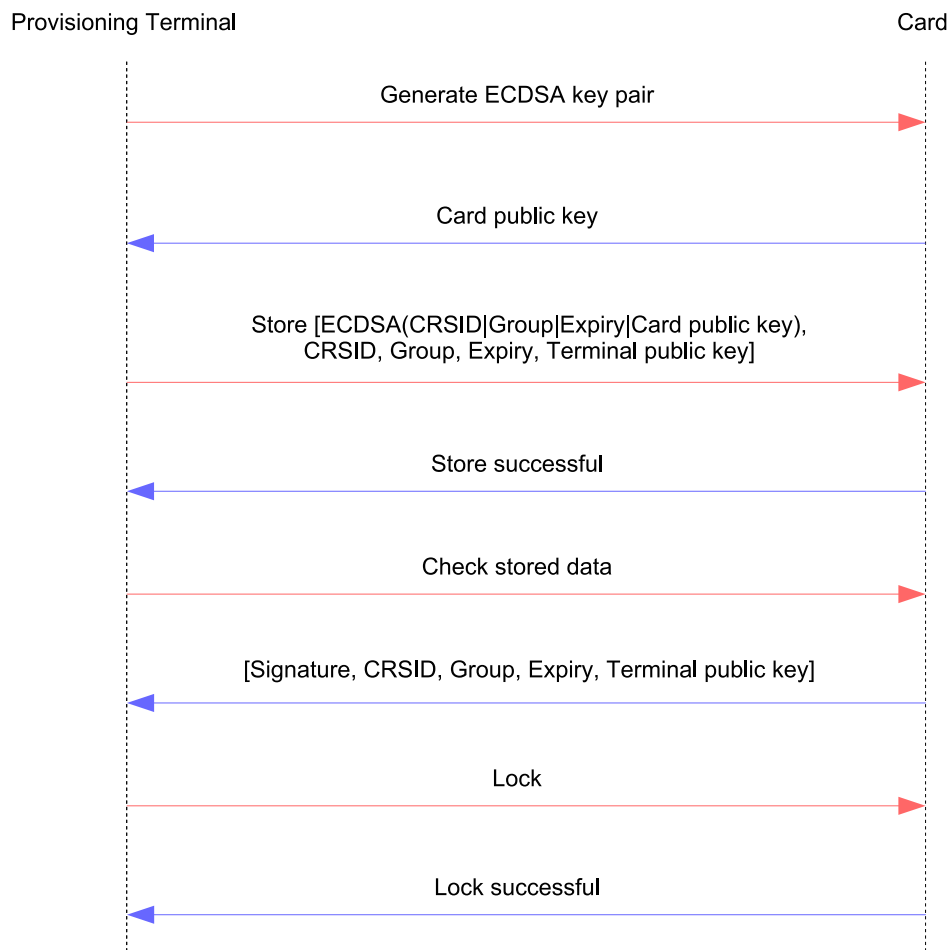 Provisioning Terminal
Card
Generate ECDSA key pair
Card public key
Store [ECDSA(CRSID|Group|Expiry|Card public key),
CRSID, Group, Expiry, Terminal public key]
Store successful
Check stored data
[Signature, CRSID, Group, Expiry, Terminal public key]
Lock
Lock successful